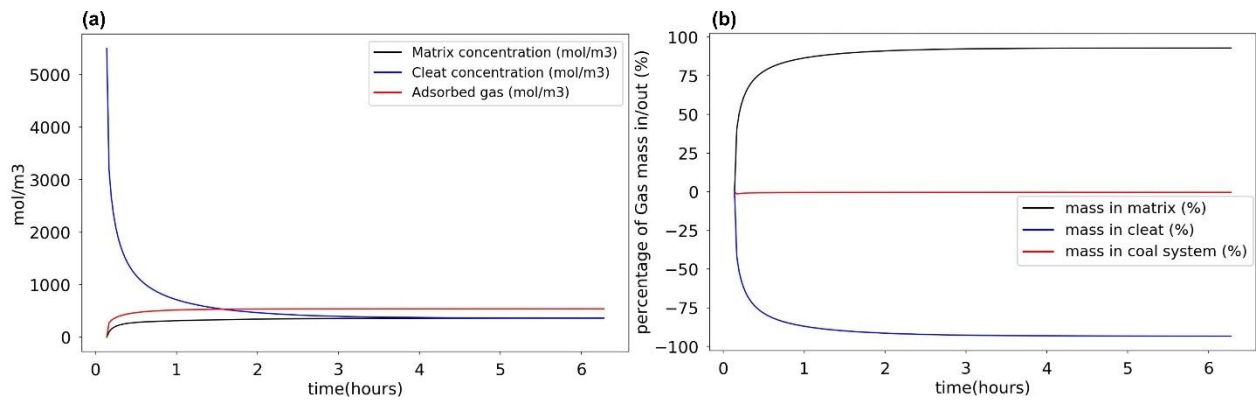 (a)
Matrix concentration (mol/m3)
Cleat concentration (mol/m3)
Adsorbed gas (mol/m3)
mol/m3
5000
4000
3000
2000
1000
0
0 1 2 3 4 5 6
time(hours)
(b)
percentage of Gas mass in/out (%)
100
75
50
25
0
−25
−50
−75
−100
mass in matrix (%)
mass in cleat (%)
mass in coal system (%)
0 1 2 3 4 5 6
time(hours)